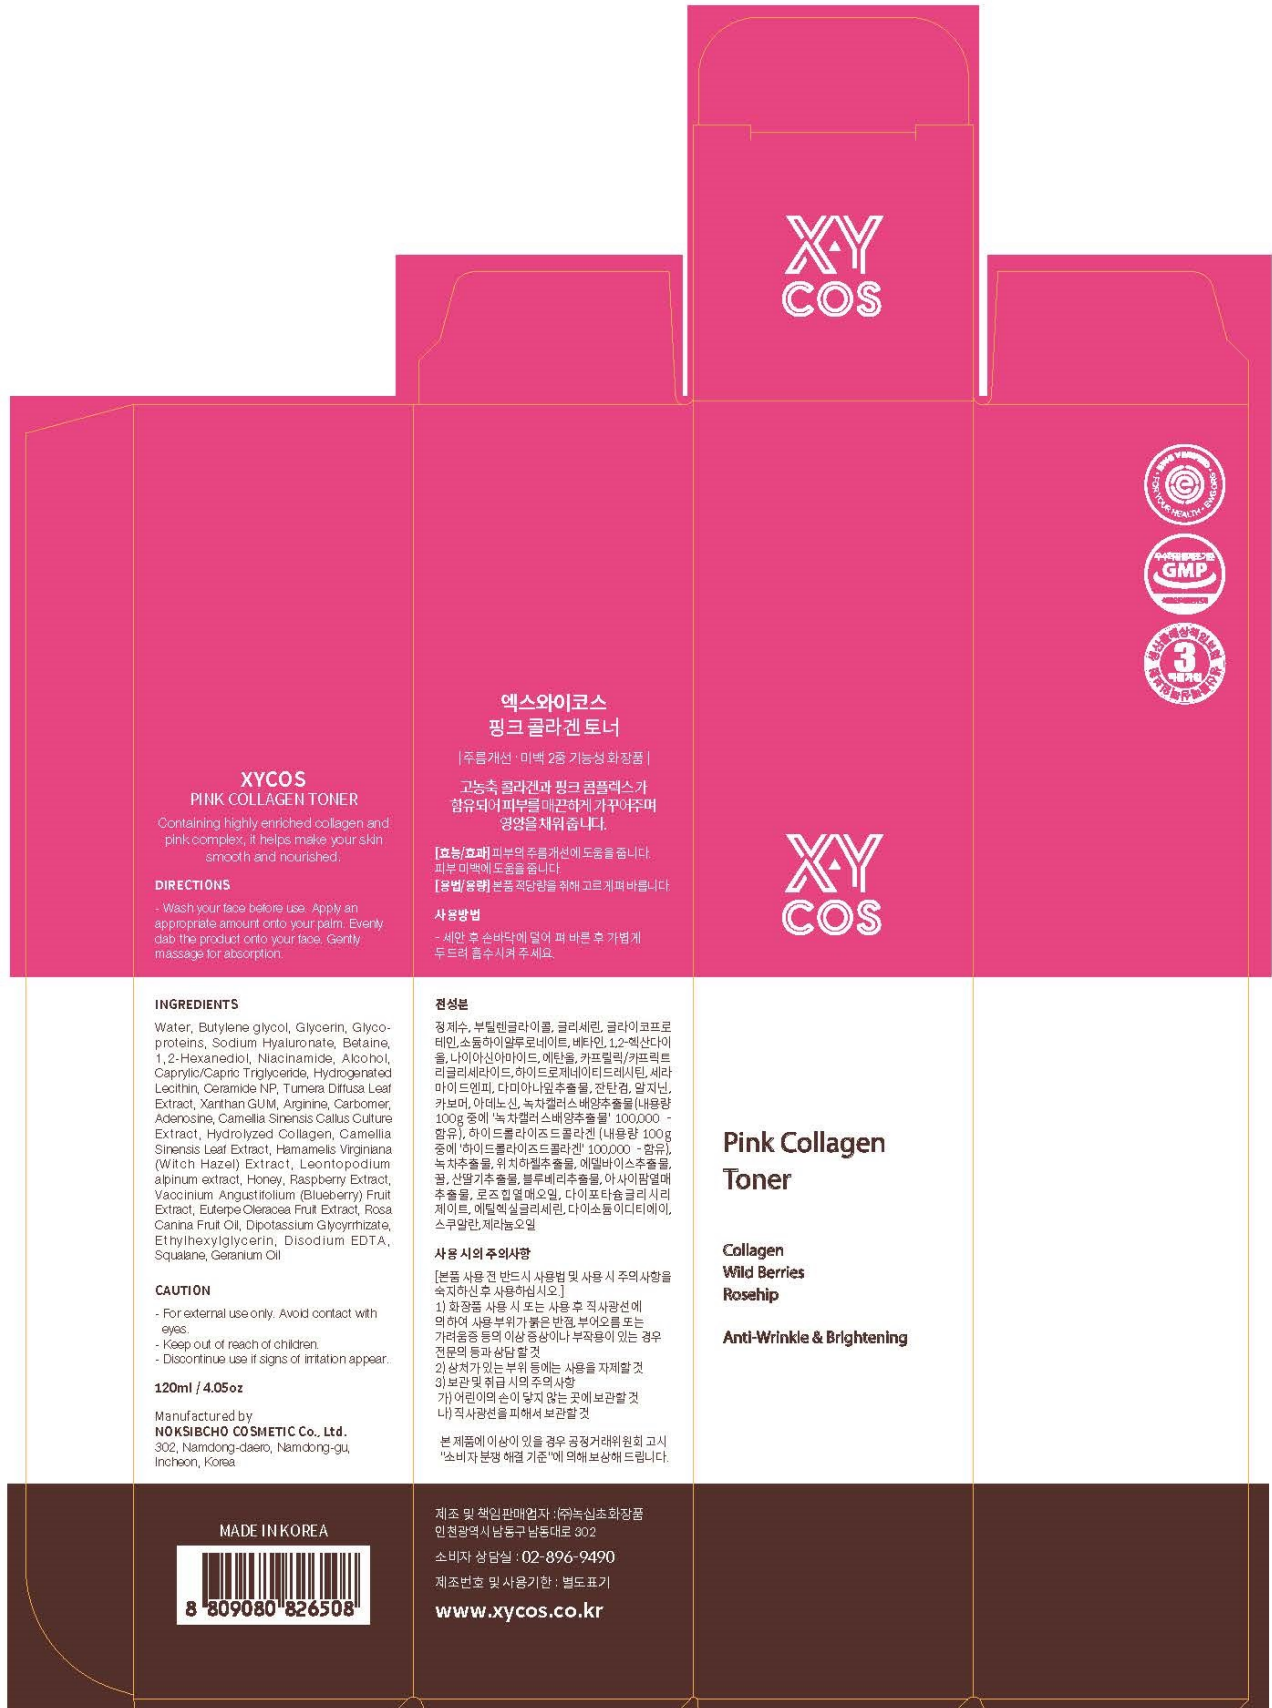 XY
COS
XYCOS
PINK COLLAGEN TONER
Containing highly enriched collagen and
pink complex, it helps make your skin
smooth and nourished.
DIRECTIONS
- Wash your face before use. Apply an
appropriate amount onto your palm. Evenly
dab the product onto your face. Gently
massage for absorption.
INGREDIENTS
Water, Butylene glycol, Glycerin, Glyco-
proteins, Sodium Hyaluronate, Betaine,
1,2-Hexanediol, Niacinamide, Alcohol,
Caprylic/Capric Triglyceride, Hydrogenated
Lecithin, Ceramide NP, Turnera Diffusa Leaf
Extract, Xanthan GUM, Arginine, Carbomer,
Adenosine, Camellia Sinensis Callus Culture
Extract, Hydrolyzed Collagen, Camellia
Sinensis Leaf Extract, Hamamelis Virginiana
(Witch Hazel) Extract, Leontopodium
alpinum extract, Honey, Raspberry Extract,
Vaccinium Angustifolium (Blueberry) Fruit
Extract, Euterpe Oleracea Fruit Extract, Rosa
Canina Fruit Oil, Dipotassium Glycyrrhizate,
Ethylhexylglycerin, Disodium EDTA,
Squalane, Geranium Oil
CAUTION
- For external use only. Avoid contact with
eyes.
- Keep out of reach of children.
- Discontinue use if signs of irritation appear.
120ml / 4.05oz
Manufactured by
NOKSIBCHO COSMETIC Co., Ltd.
302, Namdong-daero, Namdong-gu,
Incheon, Korea
MADE IN KOREA
8 809080 826508
엑스와이코스
핑크 콜라겐 토너
| 주름개선 · 미백 2중 기능성 화장품 |
고농축 콜라겐과 핑크 콤플렉스가
함유되어 피부를 매끈하게 가꾸어주며
영양을 채워 줍니다.
[효능/효과] 피부의 주름개선에 도움을 줍니다.
피부 미백에 도움을 줍니다.
[용법/용량] 본품 적당량을 취해 고르게 펴 바릅니다.
사용방법
- 세안 후 손바닥에 덜어 펴 바른 후 가볍게
두드려 흡수시켜 주세요.
전성분
정제수, 부틸렌글라이콜, 글리세린, 글라이코프로
테인, 소듐하이알루로네이트, 베타인, 1,2-헥산다이
올, 나이아신아마이드, 에탄올, 카프릴릭/카프릭트
리글리세라이드, 하이드로제네이티드레시틴, 세라
마이드엔피, 다미아나잎추출물, 잔탄검, 알지닌,
카보머, 아데노신, 녹차캘러스배양추출물(내용량
100g 중에 '녹차캘러스배양추출물' 100,000 -
함유), 하이드롤라이즈드콜라겐 (내용량 100g
중에 '하이드롤라이즈드콜라겐' 100,000 - 함유),
녹차추출물, 위치하젤추출물, 에델바이스추출물,
꿀, 산딸기추출물, 블루베리추출물, 아사이팜열매
추출물, 로즈힙열매오일, 다이포타슘글리시리
제이트, 에틸헥실글리세린, 다이소듐이디티에이,
스쿠알란, 제라늄오일
사용 시의 주의사항
[본품 사용 전 반드시 사용법 및 사용 시 주의사항을
숙지하신 후 사용하십시오.]
1) 화장품 사용 시 또는 사용 후 직사광선에
의하여 사용부위가 붉은 반점, 부어오름 또는
가려움증 등의 이상 증상이나 부작용이 있는 경우
전문의 등과 상담 할 것
2) 상처가 있는 부위 등에는 사용을 자제할 것
3) 보관 및 취급 시의 주의사항
가) 어린이의 손이 닿지 않는 곳에 보관할 것
나) 직사광선을 피해서 보관할 것
본 제품에 이상이 있을 경우 공정거래위원회 고시
"소비자 분쟁 해결 기준"에 의해 보상해 드립니다.
제조 및 책임판매업자 : (주)녹십초화장품
인천광역시 남동구 남동대로 302
소비자 상담실 : 02-896-9490
제조번호 및 사용기한 : 별도표기
www.xycos.co.kr
XY
COS
Pink Collagen
Toner
Collagen
Wild Berries
Rosehip
Anti-Wrinkle & Brightening
EWG VERIFIED
FOR YOUR HEALTH • EWG.ORG
GMP
3